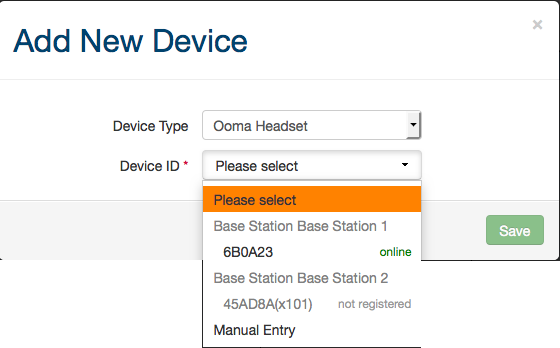 Add New Device
×
Device Type Ooma Headset
Device ID * Please select
Please select
Base Station Base Station 1
6B0A23 online
Base Station Base Station 2
45AD8A(x101) not registered
Manual Entry
Save